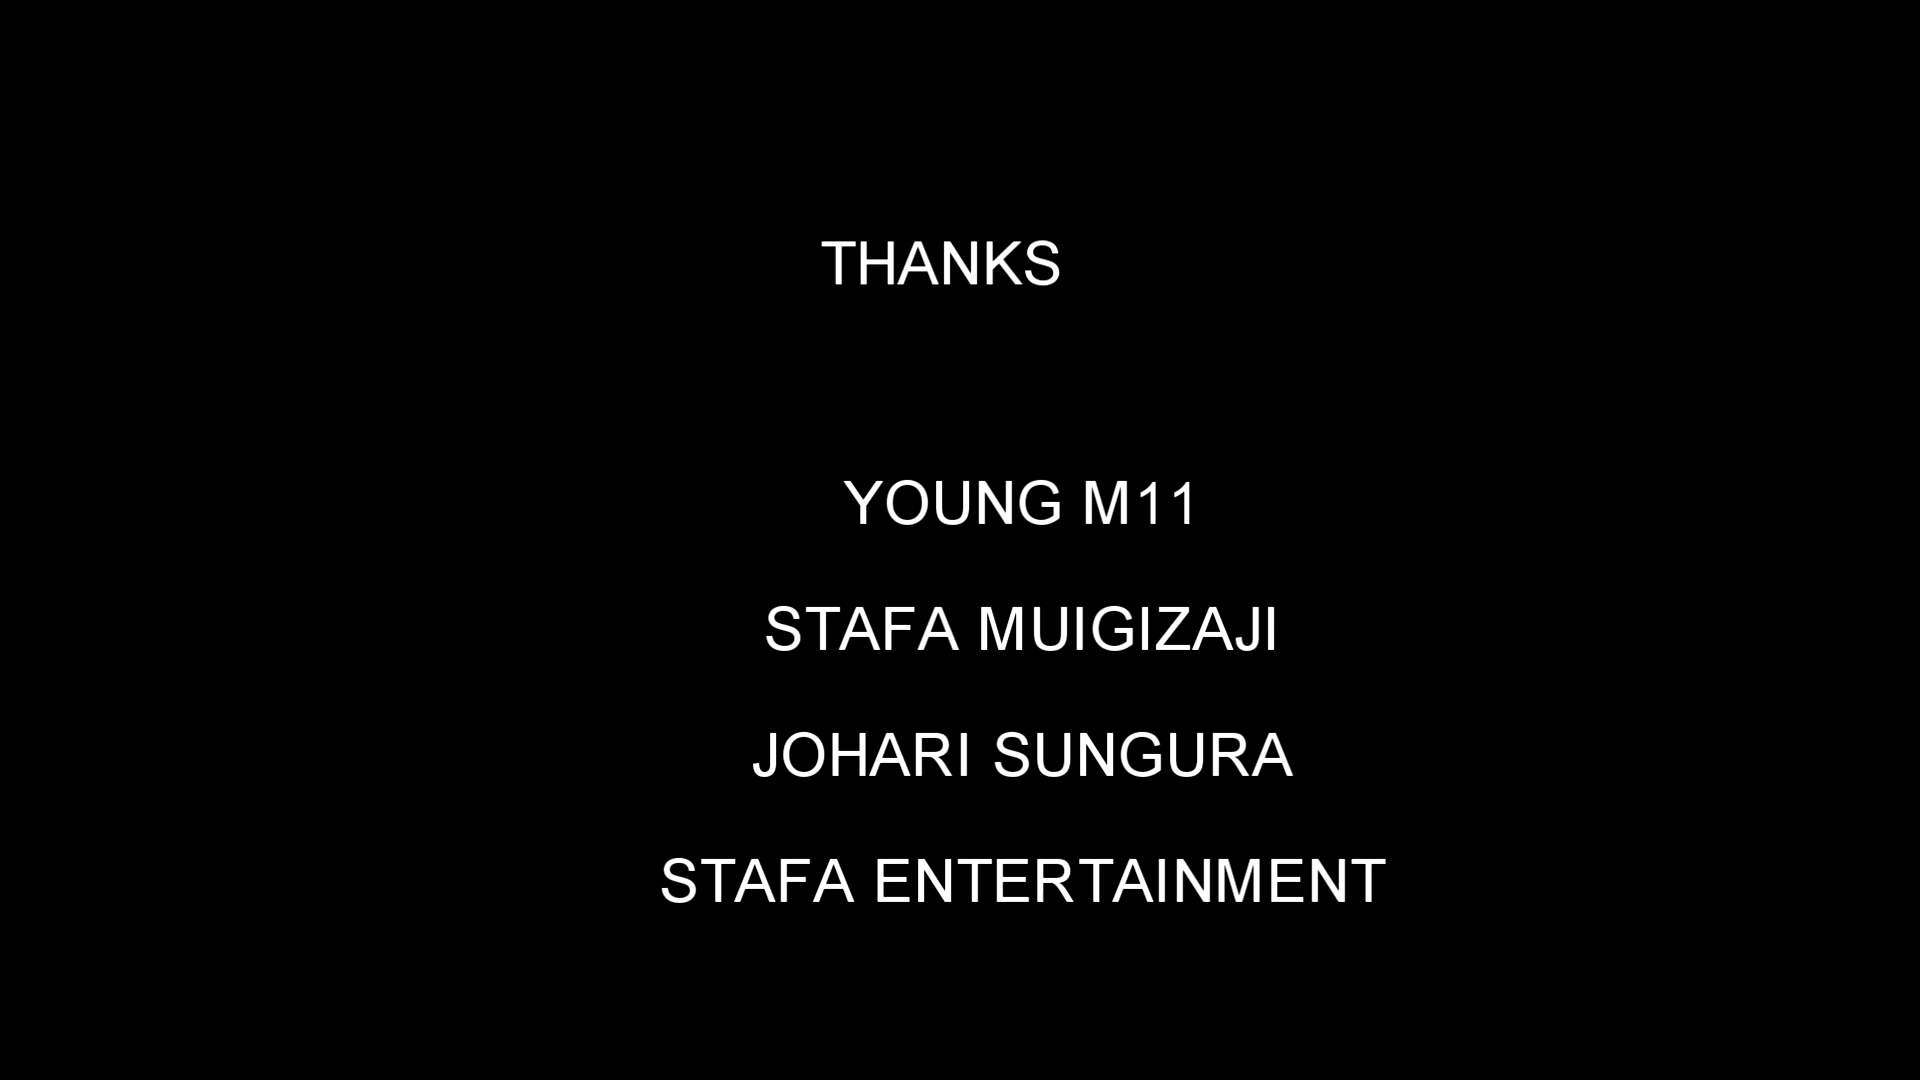 THANKS
YOUNG M11
STAFA MUIGIZAJI
JOHARI SUNGURA
STAFA ENTERTAINMENT